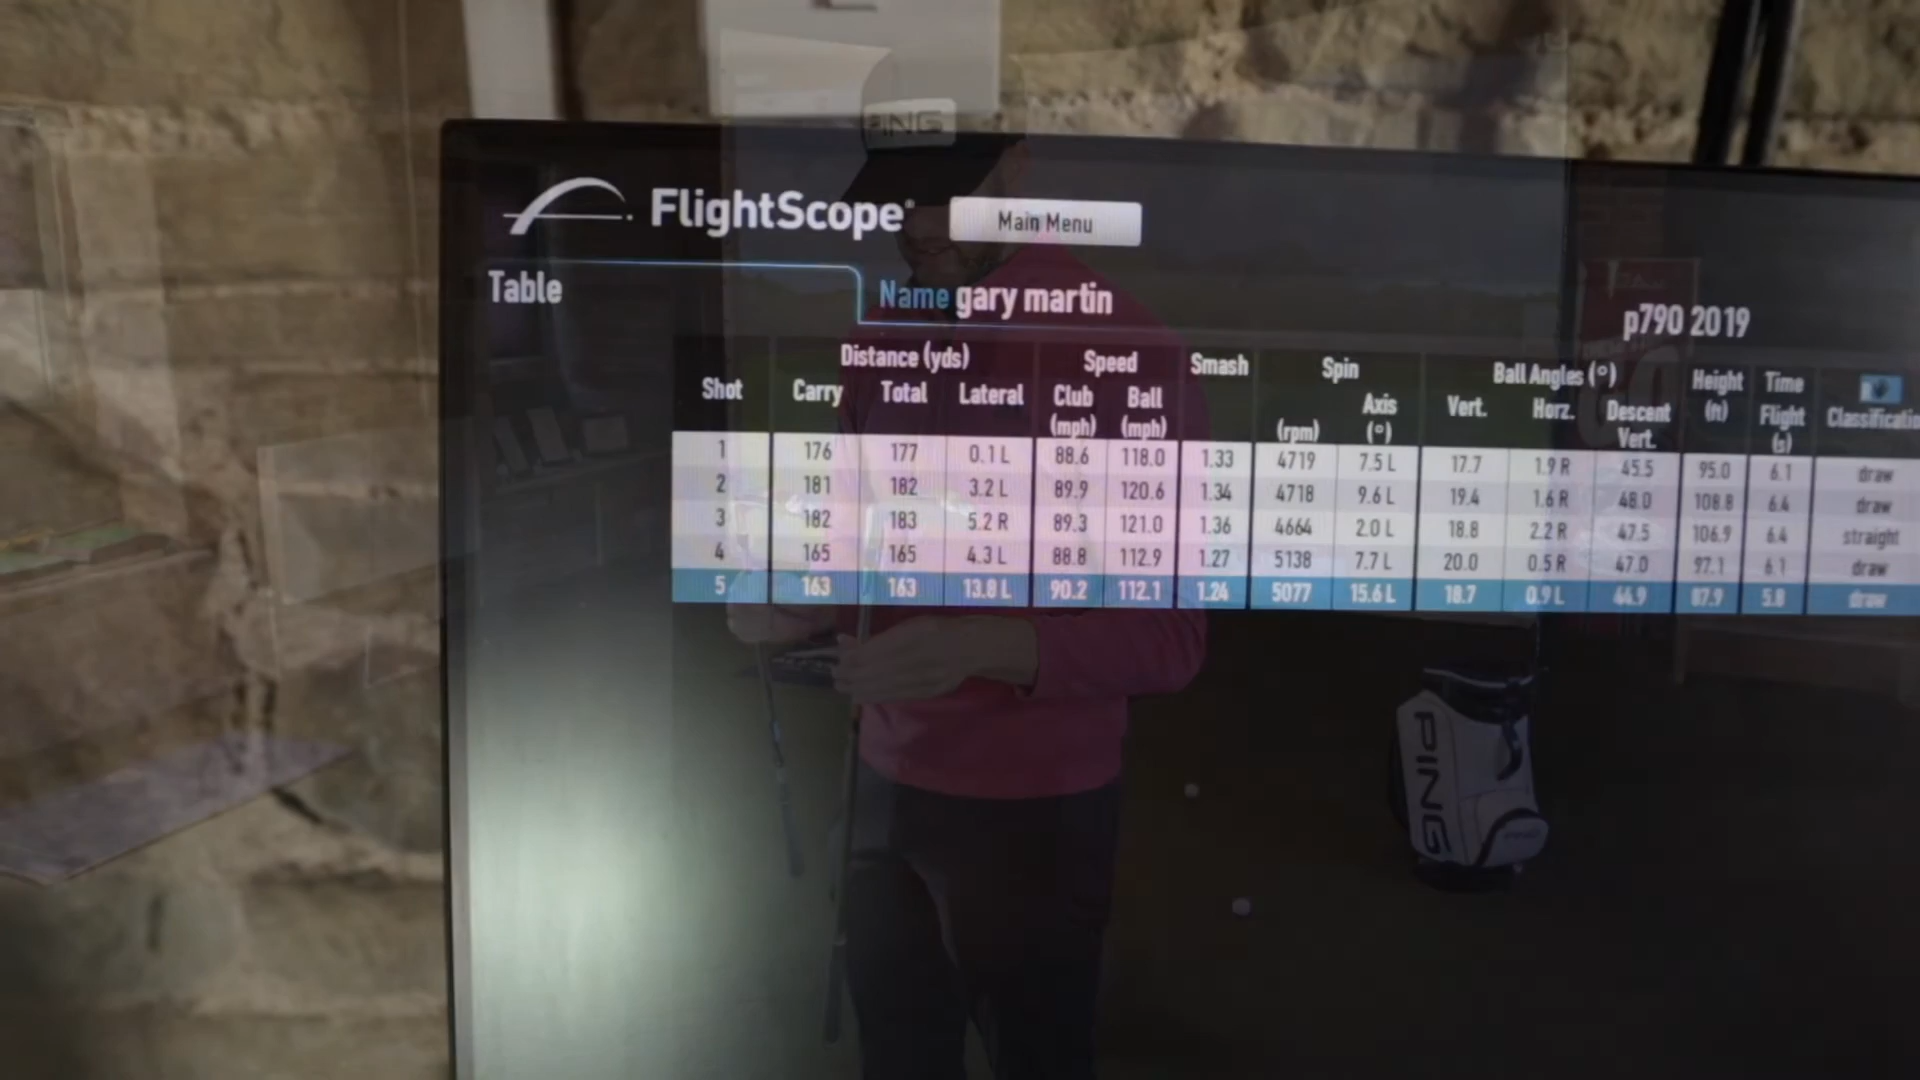 PING
FlightScope
Main Menu
Table
Name gary martin
p790 2019
Distance (yds) Speed Smash Spin Ball Angles (°) Height Time
Shot Carry Total Lateral Club Ball Axis Vert. Horz. Descent (ft) Flight
(mph) (mph) (rpm) (°) Vert. (s)
1 176 177 0.1 L 88.6 118.0 1.33 4719 7.5 L 17.7 1.9 R 45.5 95.0 6.1 draw
2 181 182 3.2 L 89.9 120.6 1.34 4718 9.6 L 19.4 1.6 R 48.0 108.8 6.4 draw
3 182 183 5.2 R 89.3 121.0 1.36 4664 2.0 L 18.8 2.2 R 47.5 106.9 6.4 straight
4 165 165 4.3 L 88.8 112.9 1.27 5138 7.7 L 20.0 0.5 R 47.0 97.1 6.1 draw
5 163 163 13.8 L 90.2 112.1 1.24 5077 15.6 L 18.7 0.9 L 44.9 87.9 5.8 draw
PING